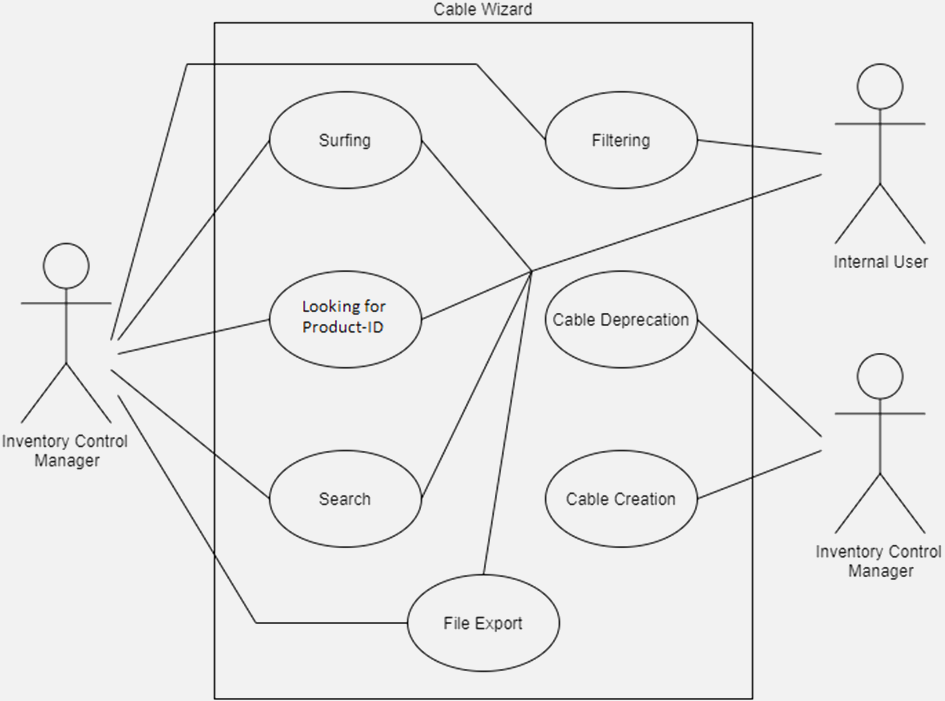 Cable Wizard
Surfing
Filtering
Internal User
Looking for
Product-ID
Cable Deprecation
Inventory Control
Manager
Search
Cable Creation
Inventory Control
Manager
File Export